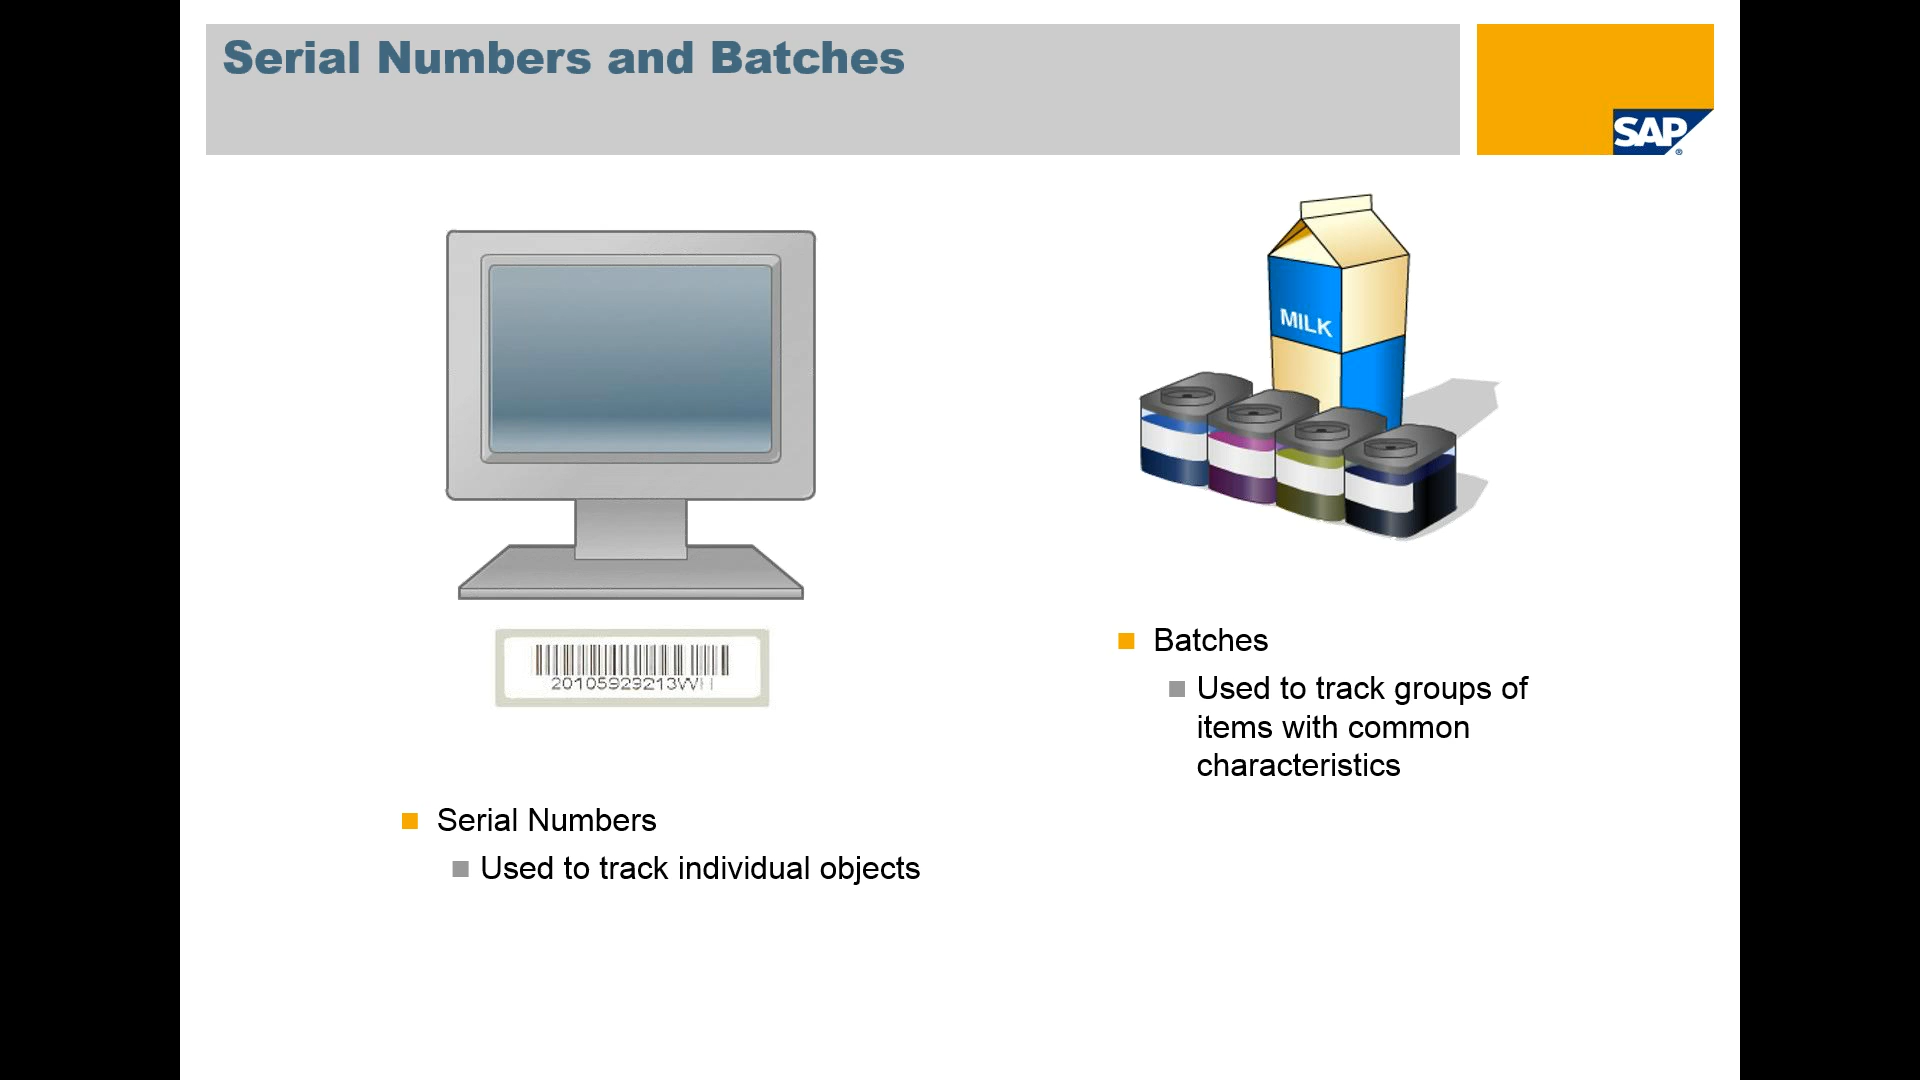 Serial Numbers and Batches
SAP
®
MILK
20105929213WH
Batches
Used to track groups of
items with common
characteristics
Serial Numbers
Used to track individual objects